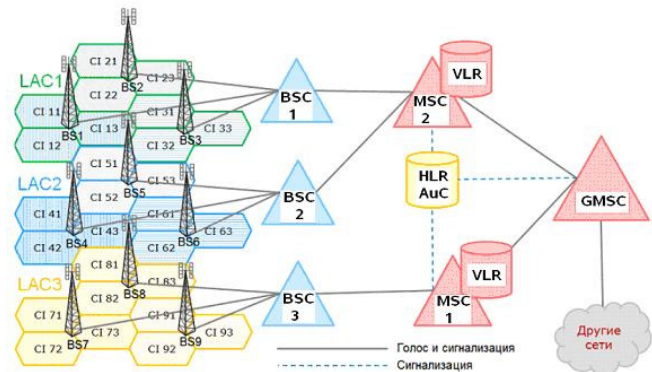 CI 21
BS2
CI 23
LAC1
CI 22
CI 11
CI 31
CI 33
BS1
CI 13
BS3
CI 12
CI 32
BSC
1
MSC
2
VLR
CI 51
BS5
CI 53
LAC2
CI 52
CI 41
CI 61
CI 63
BS4
CI 43
BS6
CI 42
CI 62
BSC
2
HLR
AuC
GMSC
CI 81
BS8
CI 83
LAC3
CI 82
CI 71
CI 91
CI 93
BS7
CI 73
BS9
CI 72
CI 92
BSC
3
MSC
1
VLR
Другие
сети
Голос и сигнализация
Сигнализация